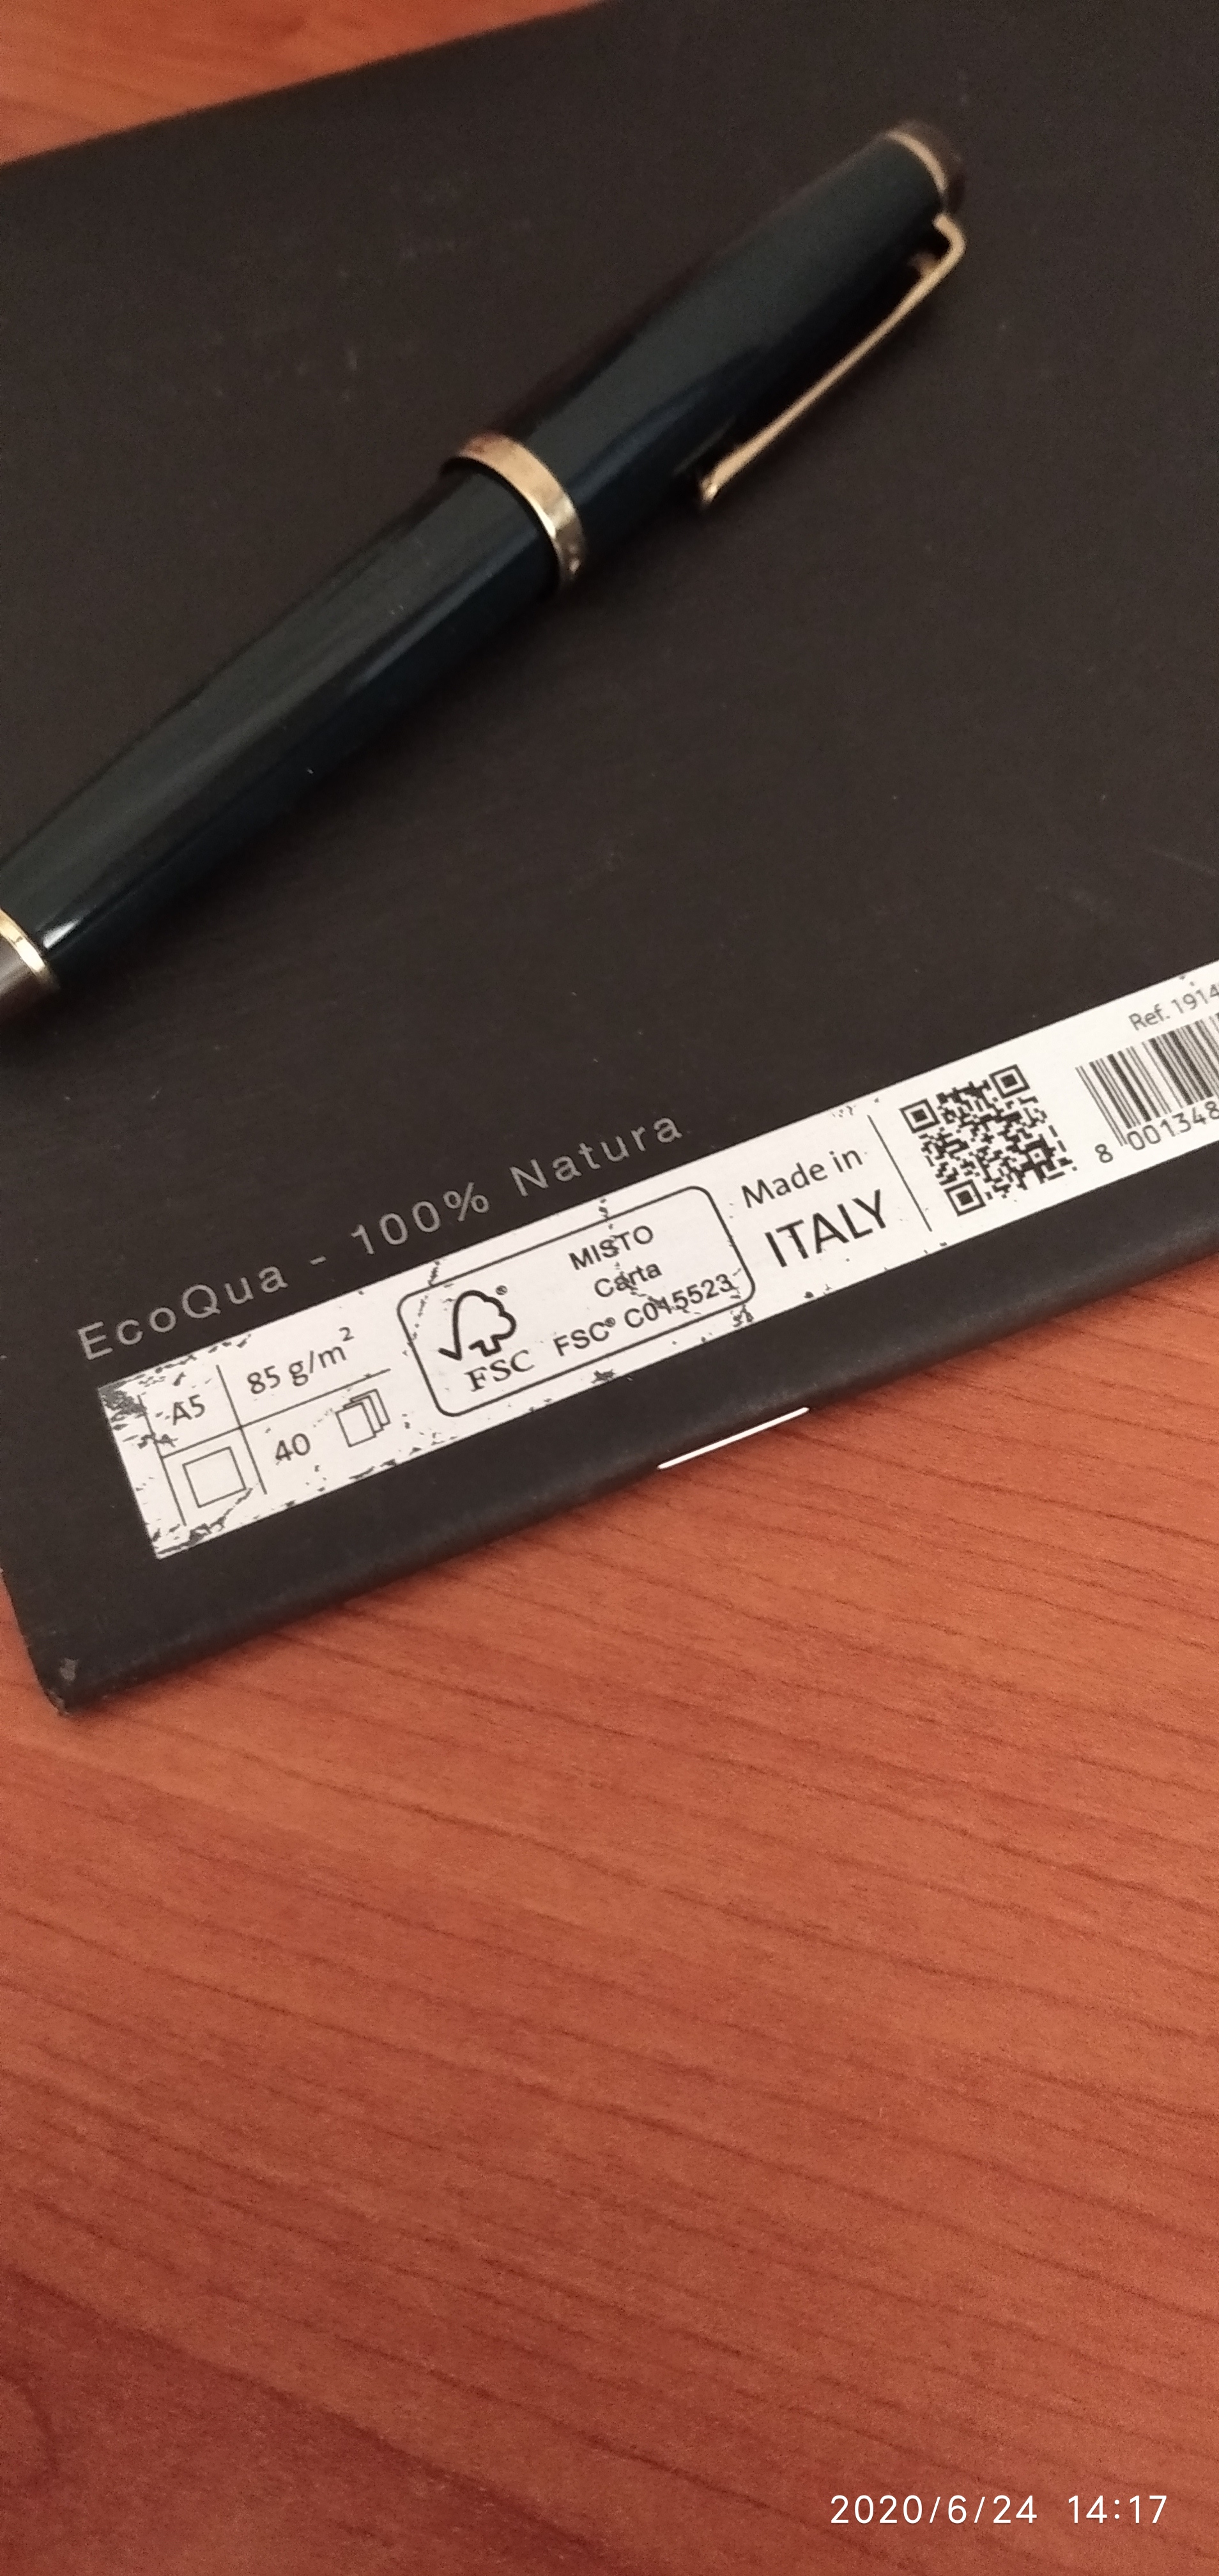 EcoQua - 100% Natura
A5
85 g/m²
40
FSC®
MISTO
Carta
FSC® C015523
Made in
ITALY
Ref. 1914
8 001348
2020/6/24 14:17